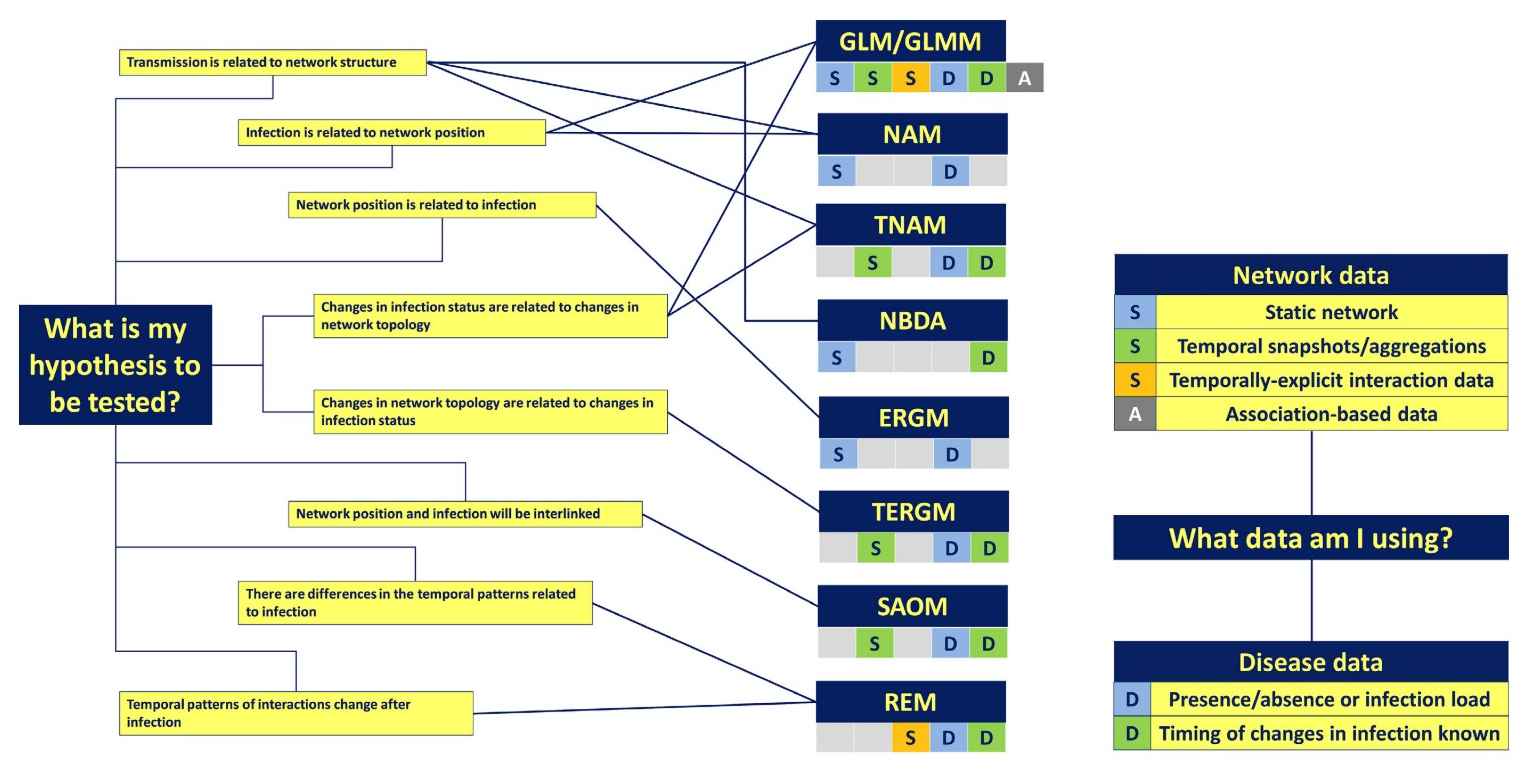 What is my
hypothesis to
be tested?
Transmission is related to network structure
Infection is related to network position
Network position is related to infection
Changes in infection status are related to changes in
network topology
Changes in network topology are related to changes in
infection status
Network position and infection will be interlinked
There are differences in the temporal patterns related
to infection
Temporal patterns of interactions change after
infection
GLM/GLMM
S S S D D A
NAM
S D
TNAM
S D D
NBDA
S D
ERGM
S D
TERGM
S D D
SAOM
S D D
REM
S D D
Network data
S Static network
S Temporal snapshots/aggregations
S Temporally-explicit interaction data
A Association-based data
What data am I using?
Disease data
D Presence/absence or infection load
D Timing of changes in infection known